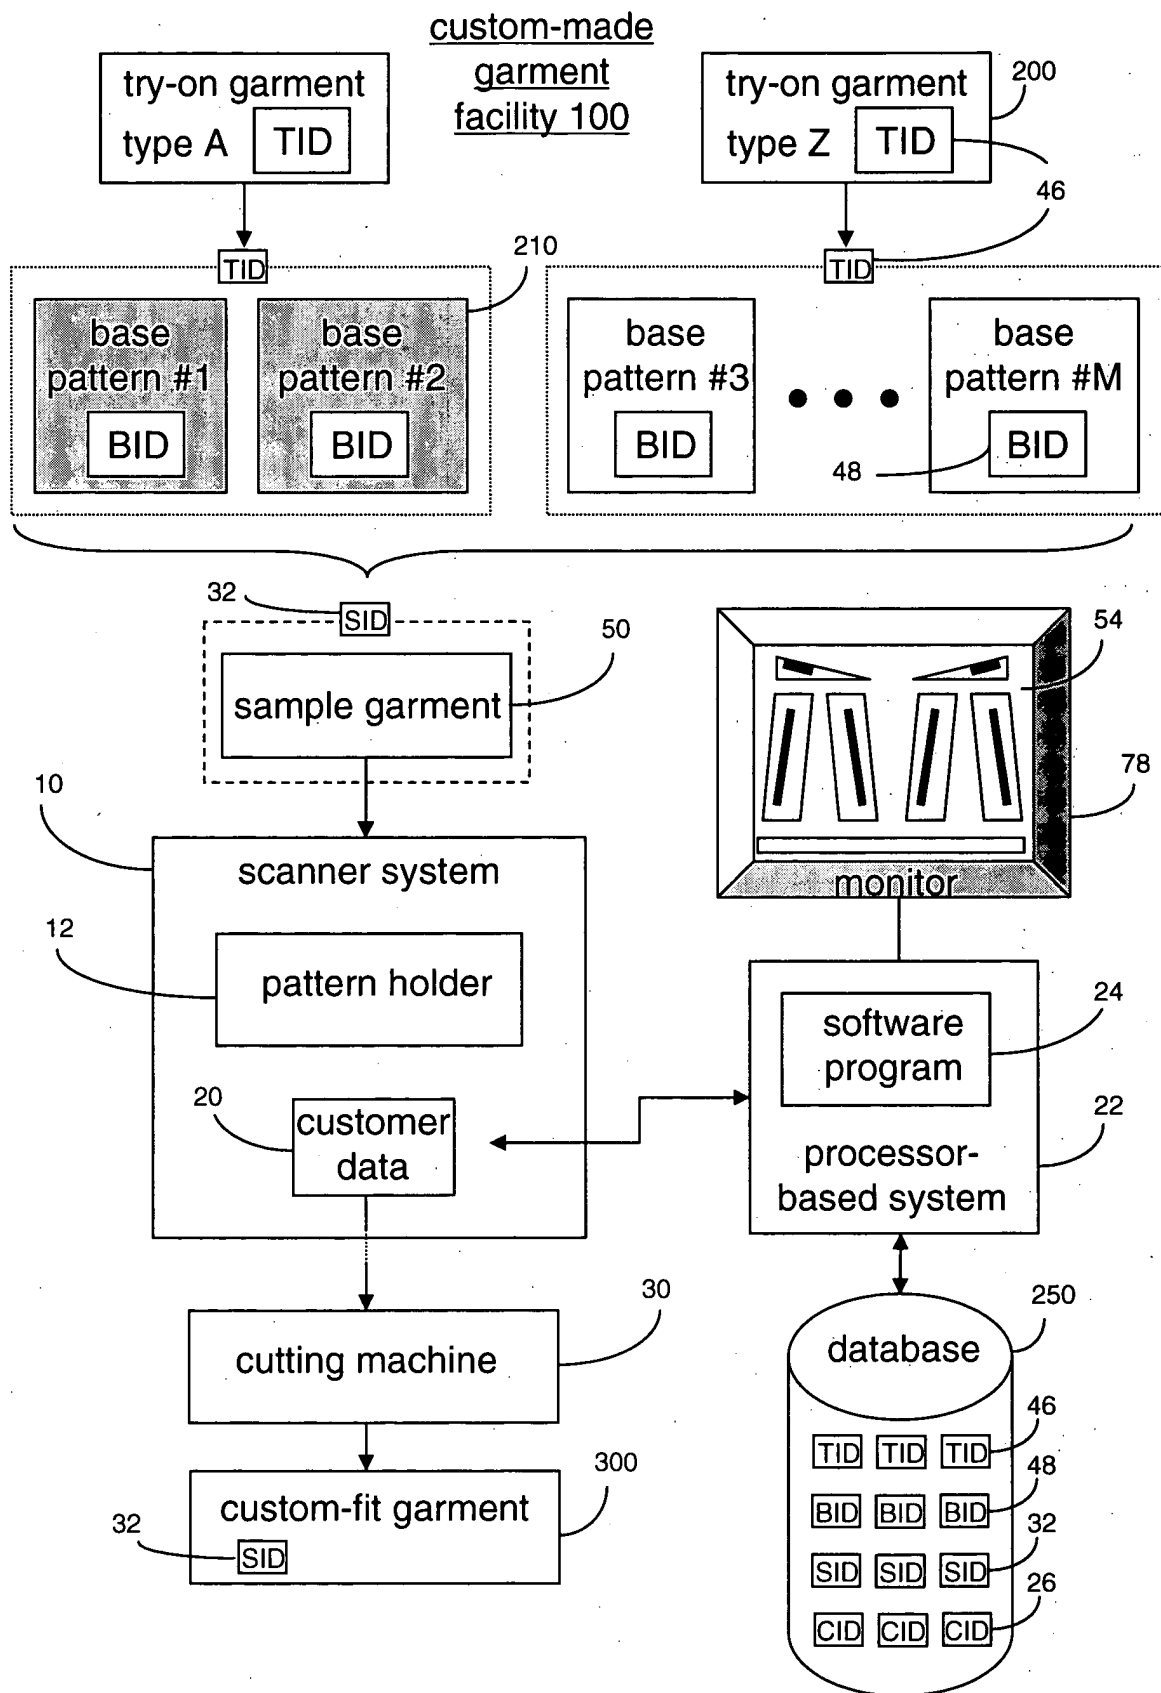 custom-made
garment
facility 100
try-on garment
type A TID
try-on garment
type Z TID
200
46
TID
210
TID
base
pattern #1
BID
base
pattern #2
BID
base
pattern #3
BID
base
pattern #M
BID
48
32
SID
50
sample garment
54
78
monitor
10
scanner system
12
pattern holder
20
customer
data
24
software
program
22
processor-
based system
30
cutting machine
300
custom-fit garment
32
SID
250
database
46
TID TID TID
48
BID BID BID
32
SID SID SID
26
CID CID CID